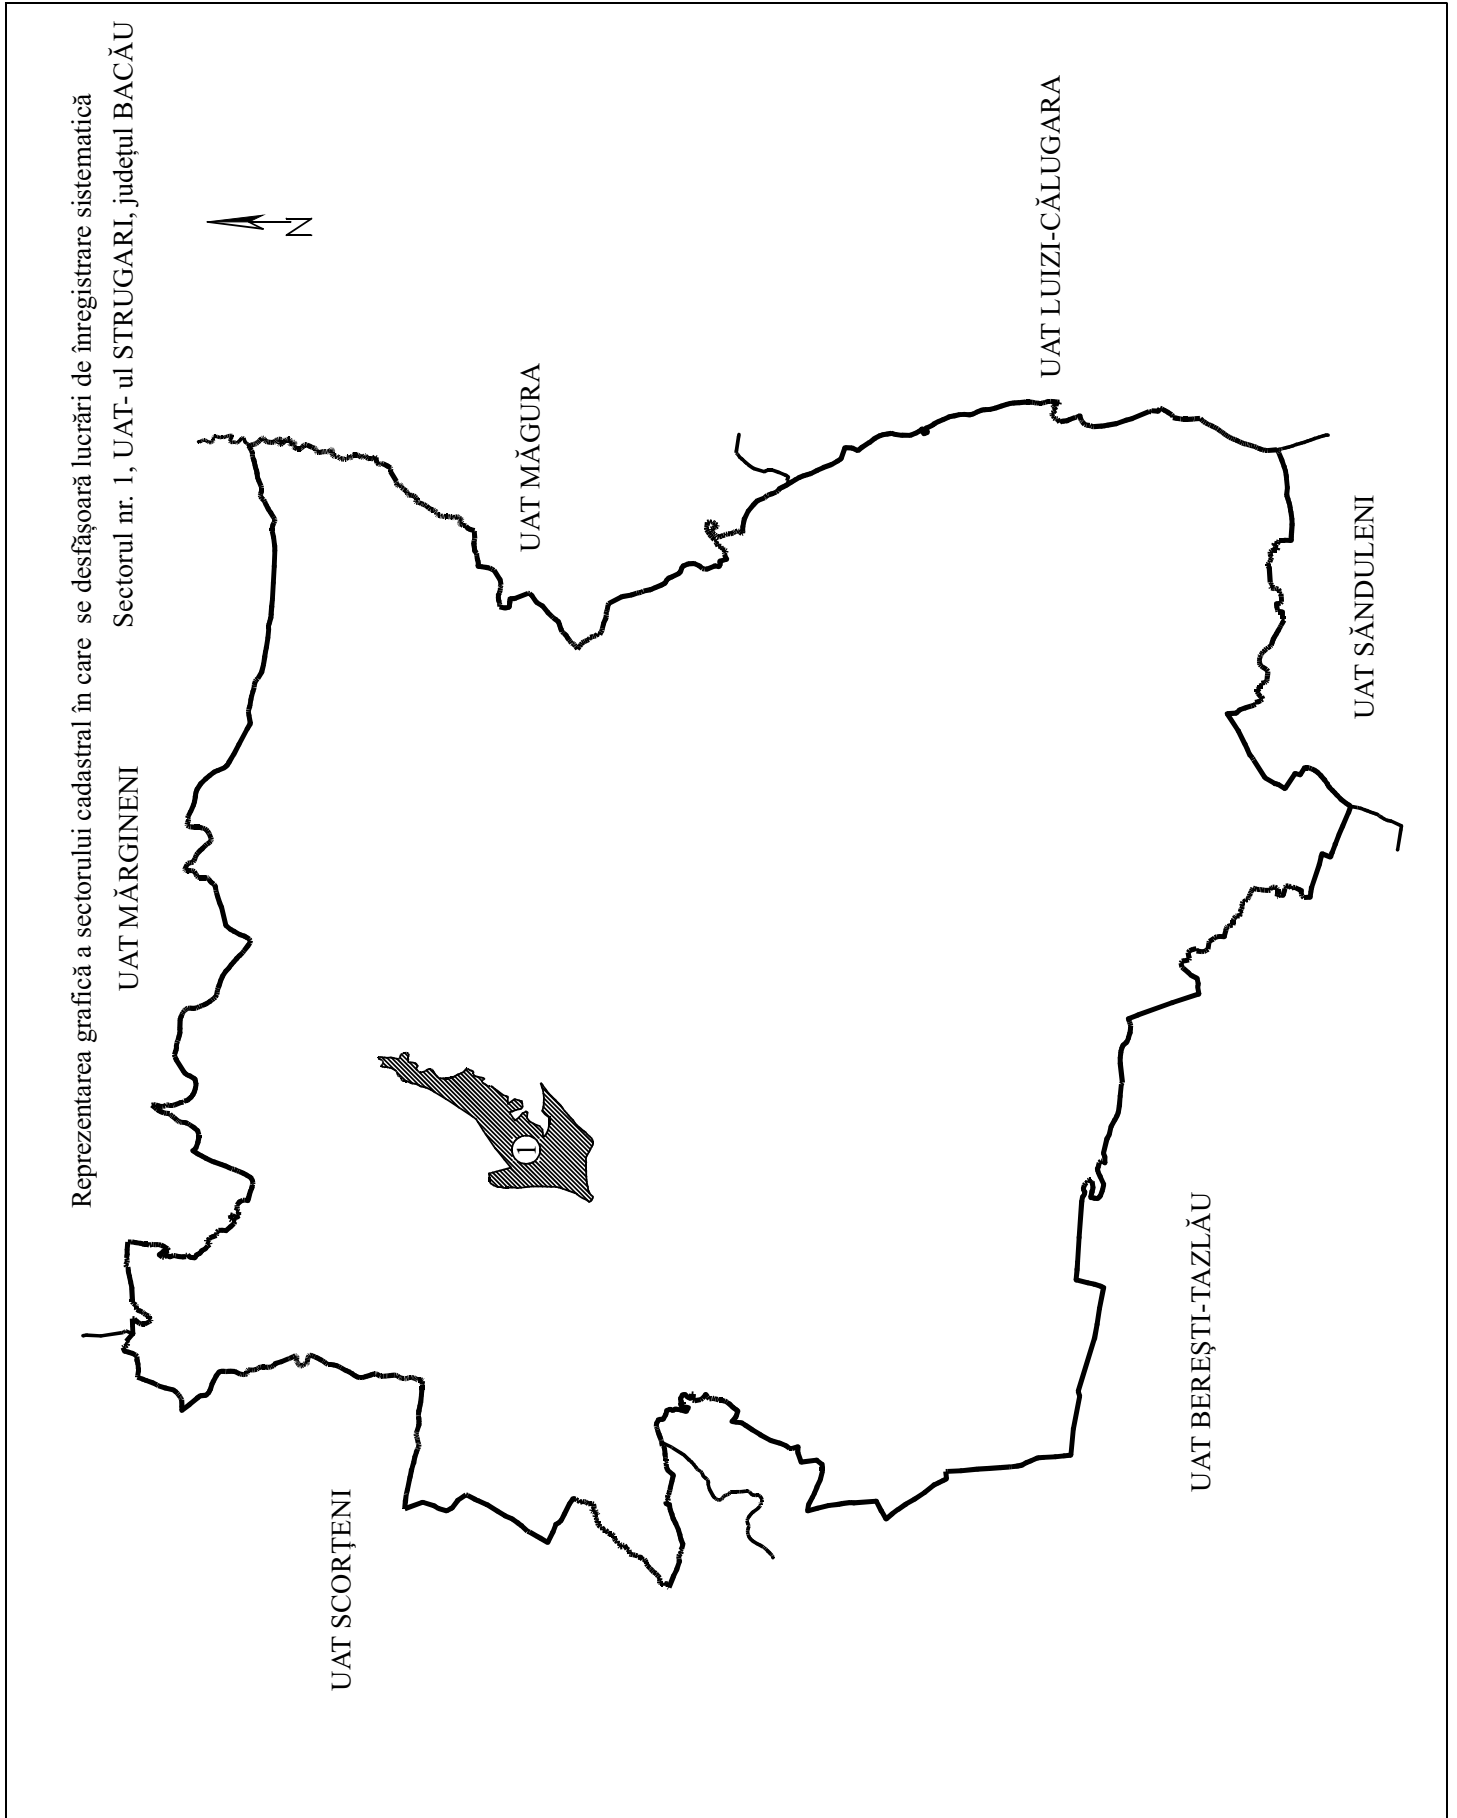 Reprezentarea grafică a sectorului cadastral în care se desfășoară lucrări de înregistrare sistematică
Sectorul nr. 1, UAT- ul STRUGARI, județul BACĂU
UAT MĂRGINENI
N
UAT SCORȚENI
UAT MĂGURA
1
UAT LUIZI-CĂLUGARA
UAT BEREȘTI-TAZLĂU
UAT SĂNDULENI